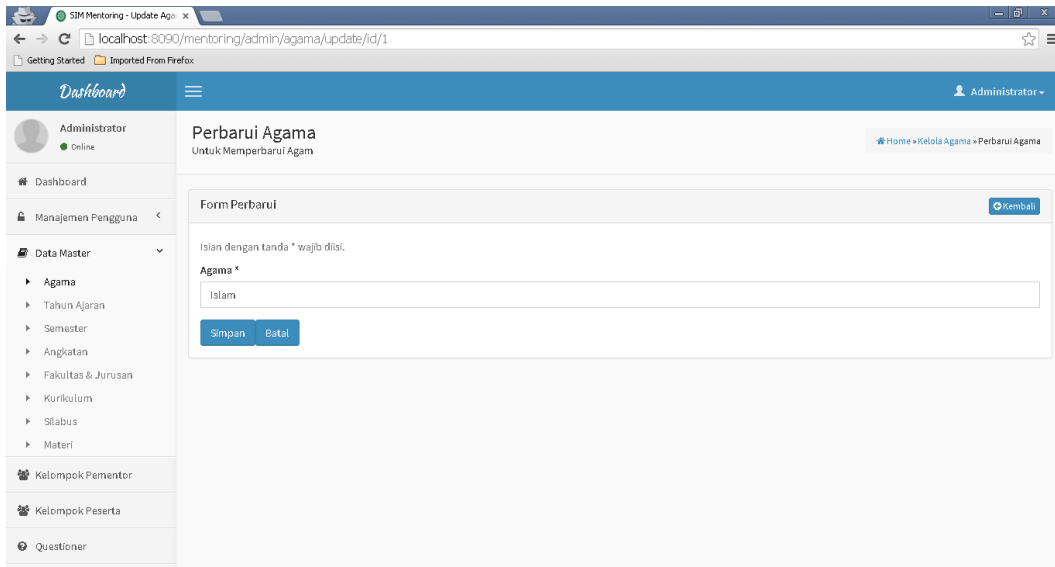 SIM Mentoring - Update Aga
localhost:8090/mentoring/admin/agama/update/id/1
Getting Started Imported From Firefox
Dashboard
Administrator
Administrator
Online
Perbarui Agama
Untuk Memperbarui Agam
Home » Kelola Agama » Perbarui Agama
Dashboard
Manajemen Pengguna
Data Master
Agama
Tahun Ajaran
Semester
Angkatan
Fakultas & Jurusan
Kurikulum
Silabus
Materi
Kelompok Pementor
Kelompok Peserta
Questioner
Form Perbarui
Kembali
Isian dengan tanda * wajib diisi.
Agama *
Islam
Simpan Batal